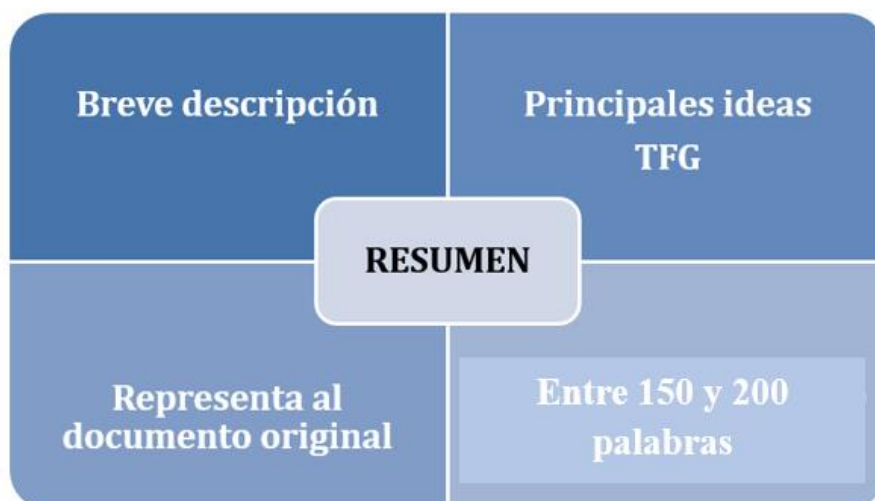 Breve descripción
Principales ideas
TFG
RESUMEN
Representa al
documento original
Entre 150 y 200
palabras